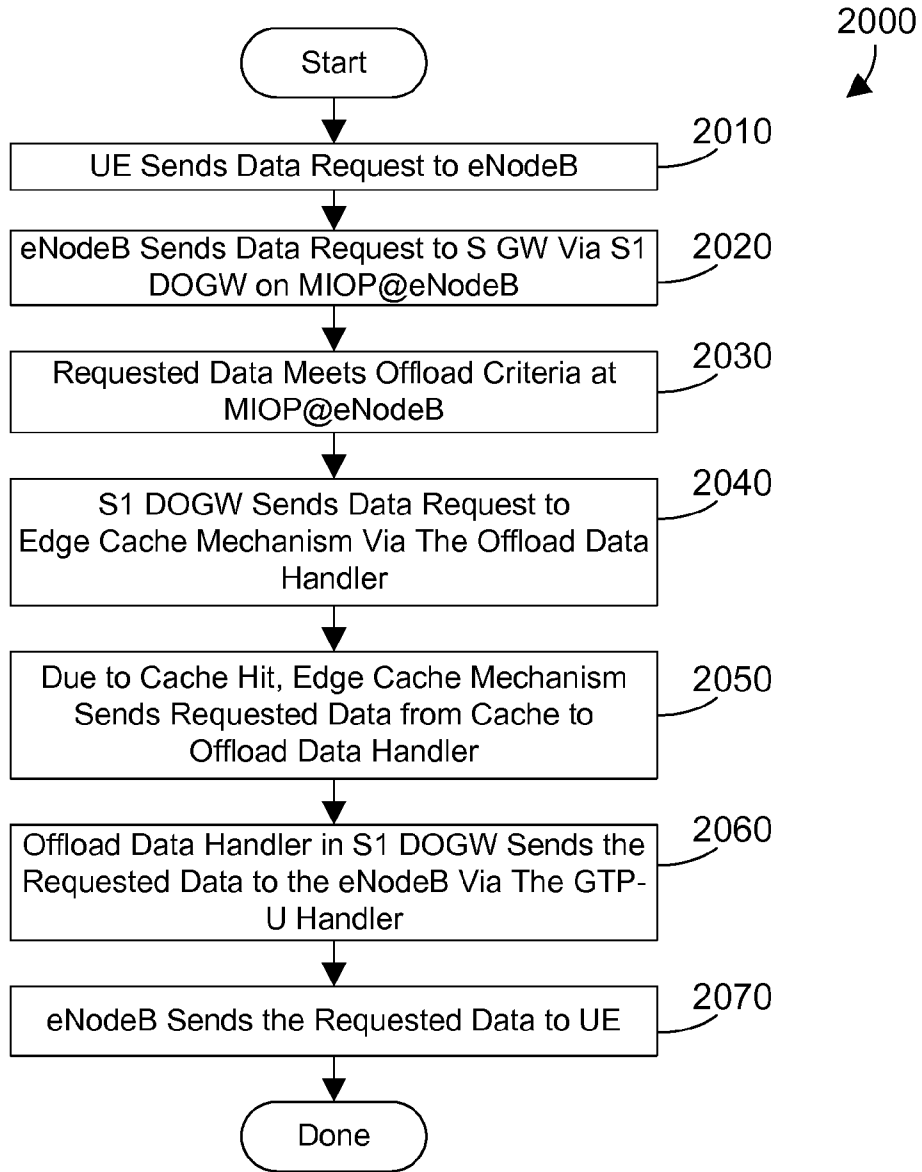 2000
Start
2010
UE Sends Data Request to eNodeB
2020
eNodeB Sends Data Request to S GW Via S1
DOGW on MIOP@eNodeB
2030
Requested Data Meets Offload Criteria at
MIOP@eNodeB
2040
S1 DOGW Sends Data Request to
Edge Cache Mechanism Via The Offload Data
Handler
2050
Due to Cache Hit, Edge Cache Mechanism
Sends Requested Data from Cache to
Offload Data Handler
2060
Offload Data Handler in S1 DOGW Sends the
Requested Data to the eNodeB Via The GTP-
U Handler
2070
eNodeB Sends the Requested Data to UE
Done